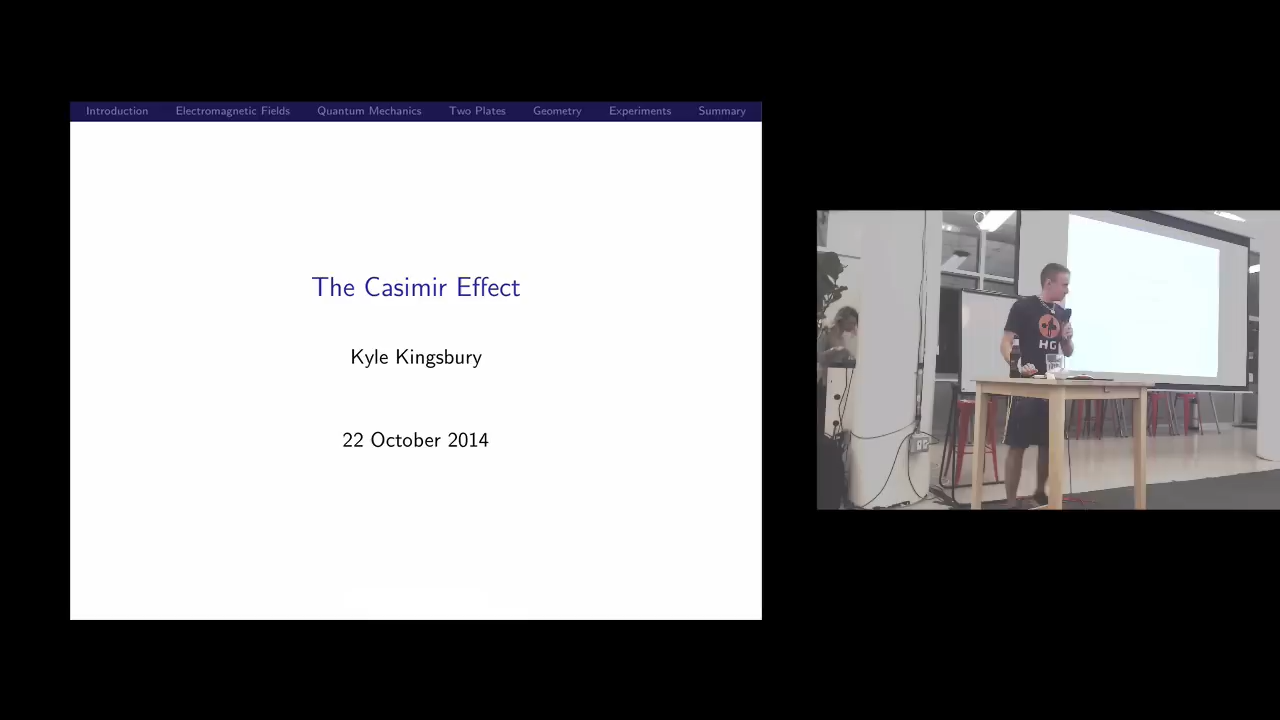 Introduction Electromagnetic Fields Quantum Mechanics Two Plates Geometry Experiments Summary
The Casimir Effect
Kyle Kingsbury
22 October 2014
HG